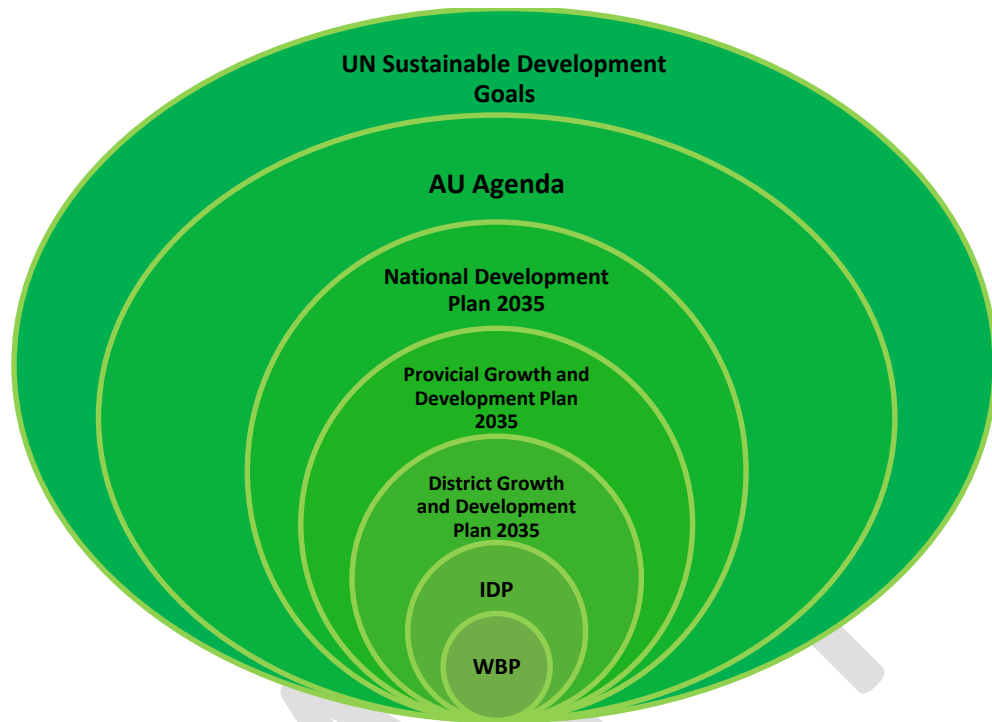 UN Sustainable Development
Goals
AU Agenda
National Development
Plan 2035
Provicial Growth and
Development Plan
2035
District Growth
and Development
Plan 2035
IDP
WBP